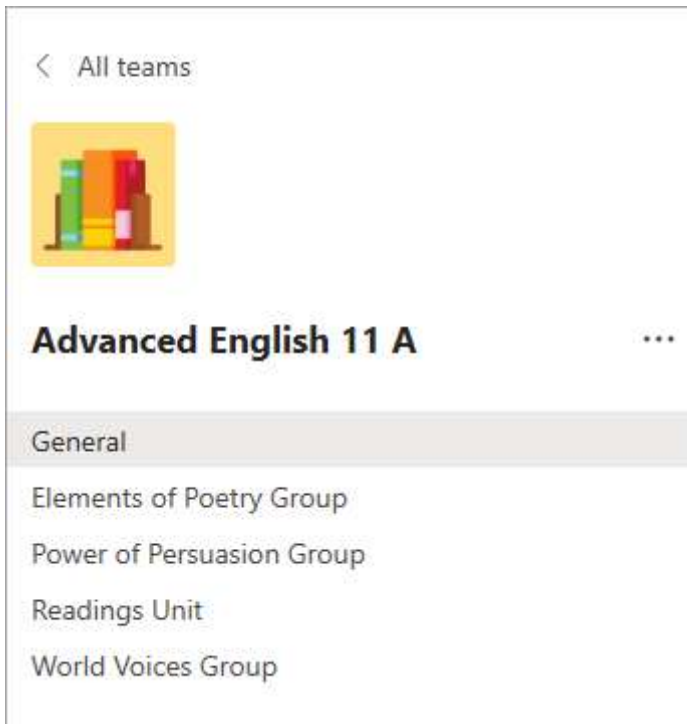 All teams
Advanced English 11 A
General
Elements of Poetry Group
Power of Persuasion Group
Readings Unit
World Voices Group